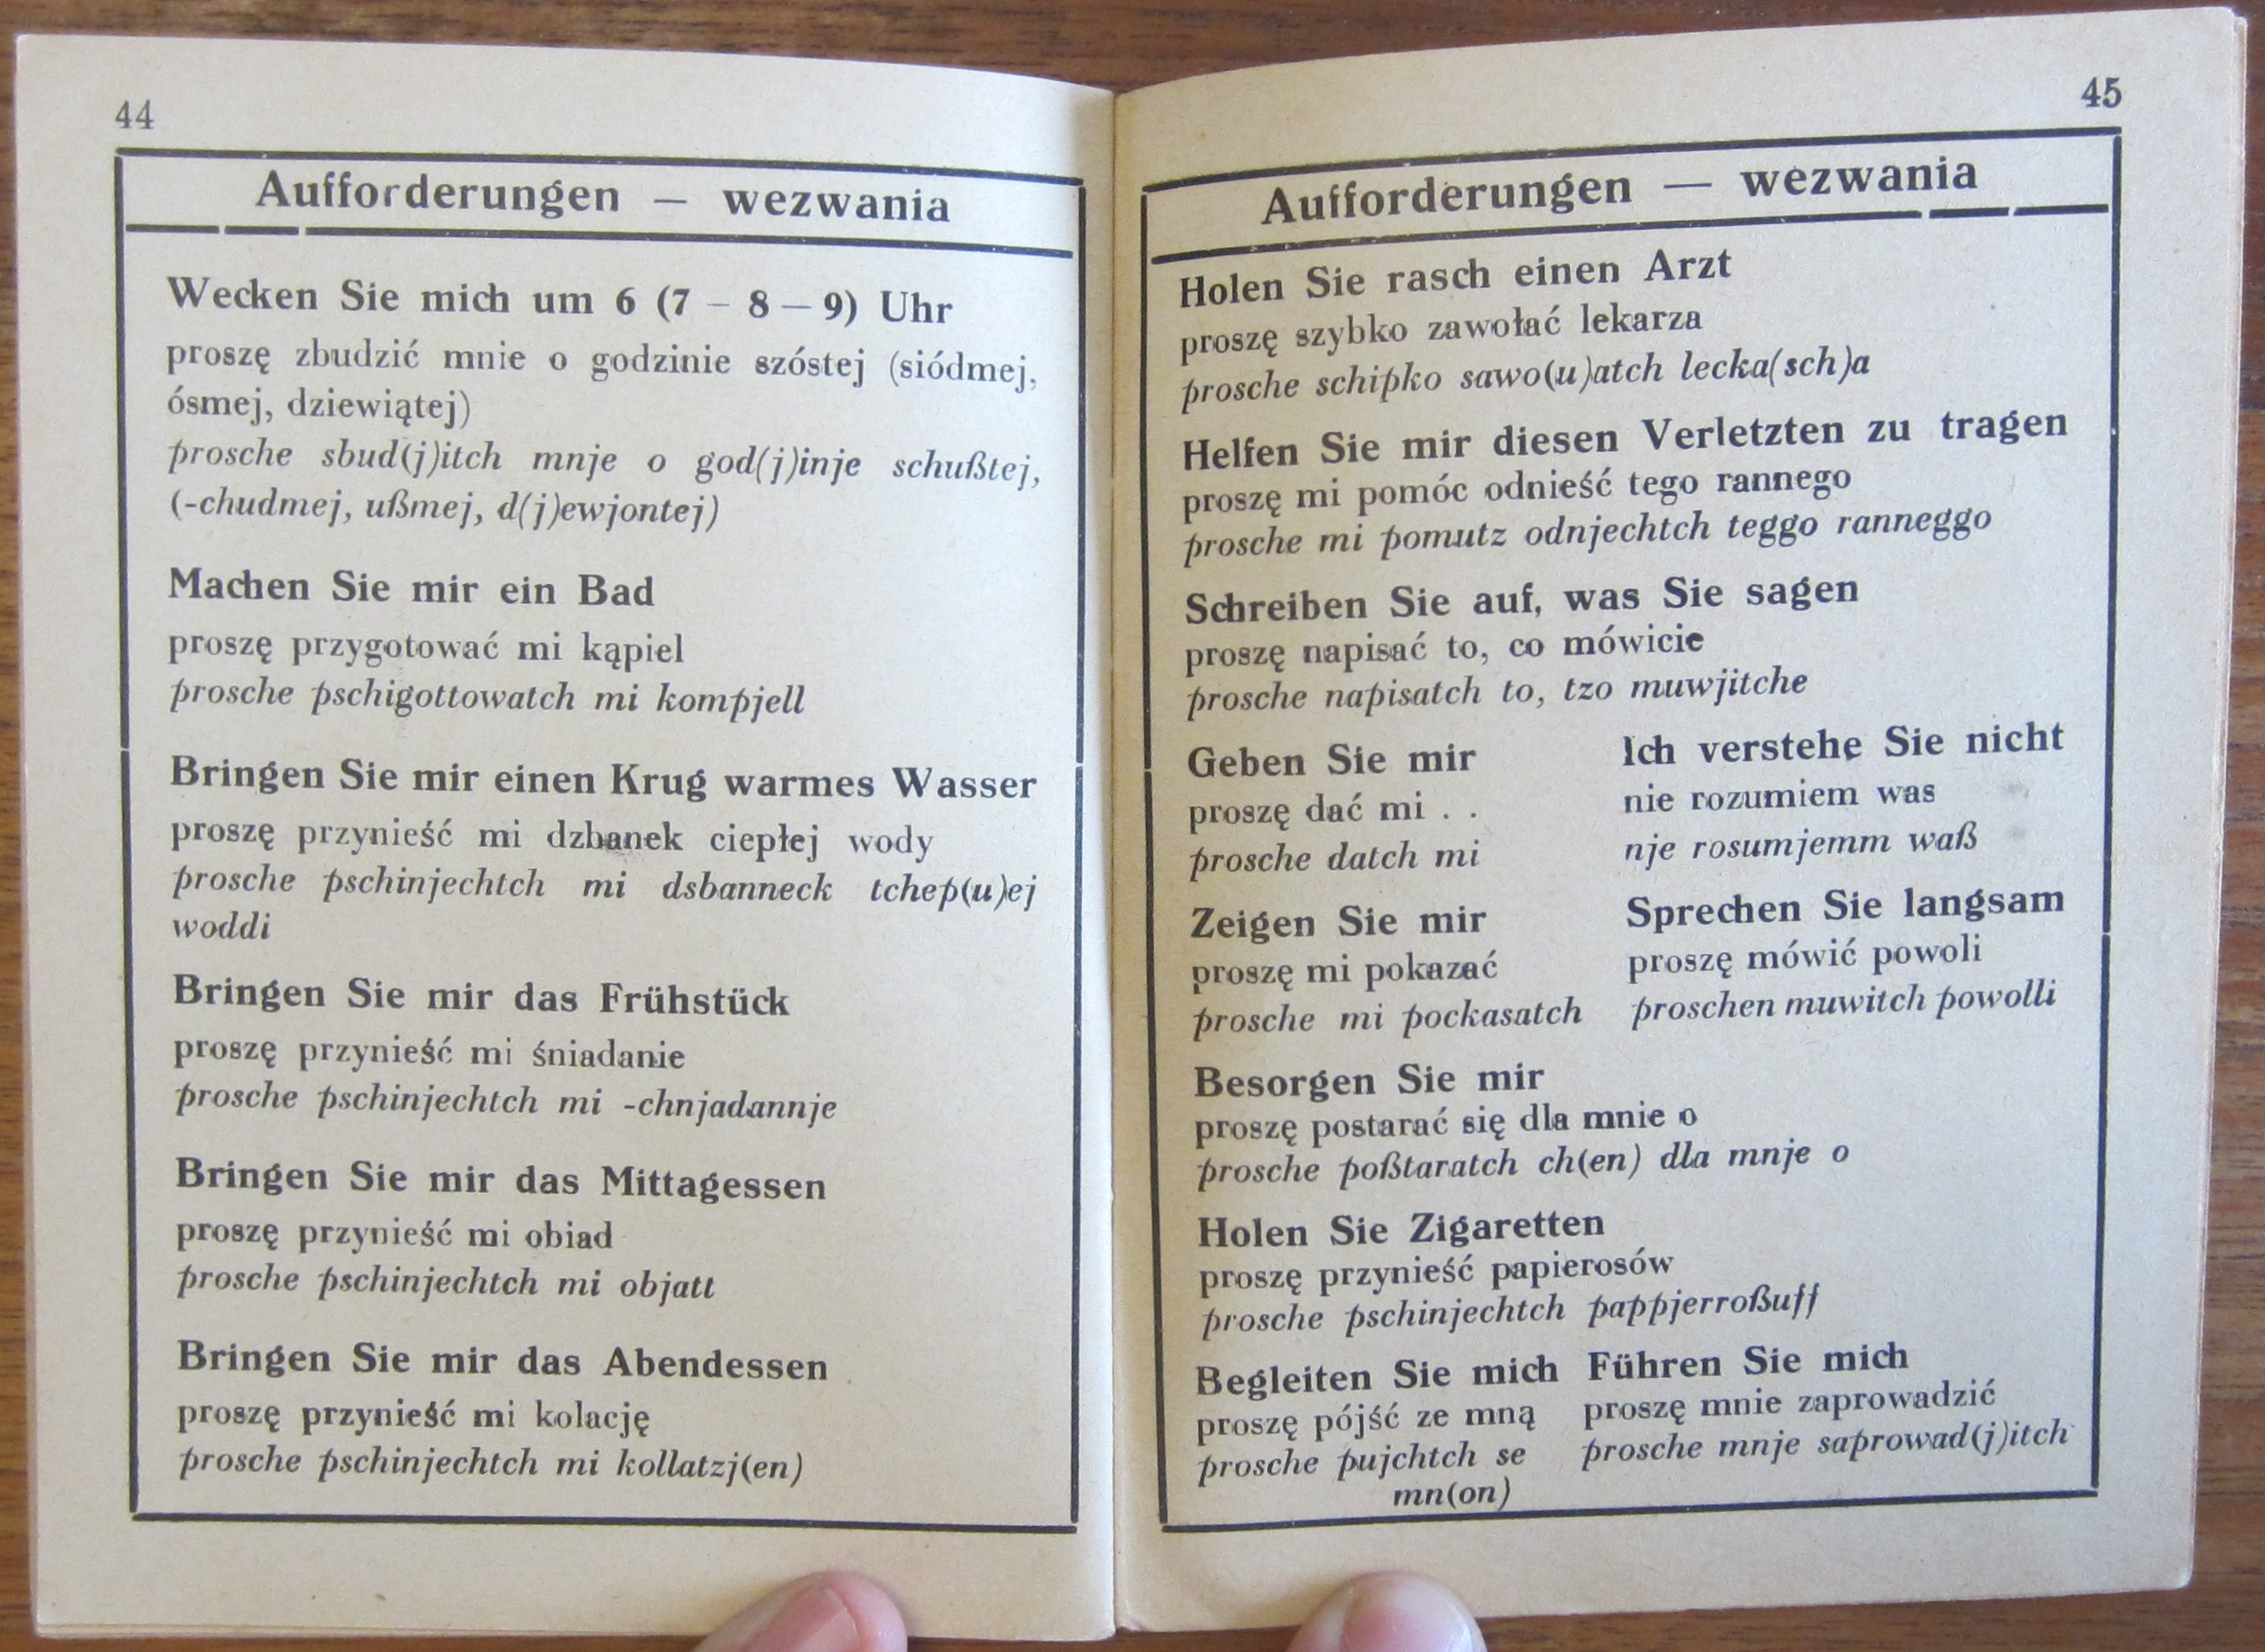 44
Aufforderungen — wezwania
Wecken Sie mich um 6 (7 – 8 – 9) Uhr
proszę zbudzić mnie o godzinie szóstej (siódmej,
ósmej, dziewiątej)
prosche sbud(j)itch mnje o god(j)inje schußtej,
(-chudmej, ußmej, d(j)ewjontej)
Machen Sie mir ein Bad
proszę przygotować mi kąpiel
prosche pschigottowatch mi kompjell
Bringen Sie mir einen Krug warmes Wasser
proszę przynieść mi dzbanek ciepłej wody
prosche pschinjechtch mi dsbanneck tchep(u)ej
woddi
Bringen Sie mir das Frühstück
proszę przynieść mi śniadanie
prosche pschinjechtch mi -chnjadannje
Bringen Sie mir das Mittagessen
proszę przynieść mi obiad
prosche pschinjechtch mi objatt
Bringen Sie mir das Abendessen
proszę przynieść mi kolację
prosche pschinjechtch mi kollatzj(en)
45
Aufforderungen — wezwania
Holen Sie rasch einen Arzt
proszę szybko zawołać lekarza
prosche schipko sawo(u)atch lecka(sch)a
Helfen Sie mir diesen Verletzten zu tragen
proszę mi pomóc odnieść tego rannego
prosche mi pomutz odnjechtch teggo ranneggo
Schreiben Sie auf, was Sie sagen
proszę napisać to, co mówicie
prosche napisatch to, tzo muwjitche
Geben Sie mir
proszę dać mi . .
prosche datch mi
Ich verstehe Sie nicht
nie rozumiem was
nje rosumjemm waß
Zeigen Sie mir
proszę mi pokazać
prosche mi pockasatch
Sprechen Sie langsam
proszę mówić powoli
proschen muwitch powolli
Besorgen Sie mir
proszę postarać się dla mnie o
prosche poßtaratch ch(en) dla mnje o
Holen Sie Zigaretten
proszę przynieść papierosów
prosche pschinjechtch pappjerroßuff
Begleiten Sie mich
proszę pójść ze mną
prosche pujchtch se
mn(on)
Führen Sie mich
proszę mnie zaprowadzić
prosche mnje saprowad(j)itch